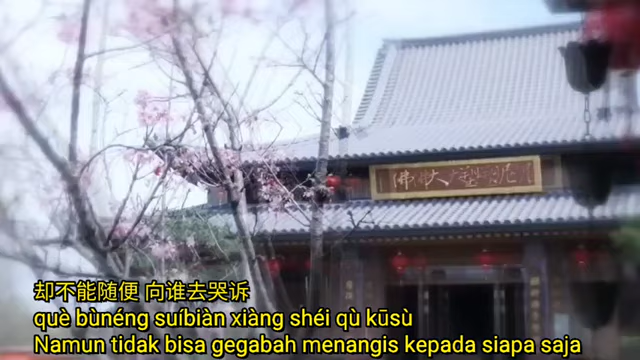 却不能随便 向谁去哭诉
què bùnéng suíbiàn xiàng shéi qù kūsù
Namun tidak bisa gegabah menangis kepada siapa saja